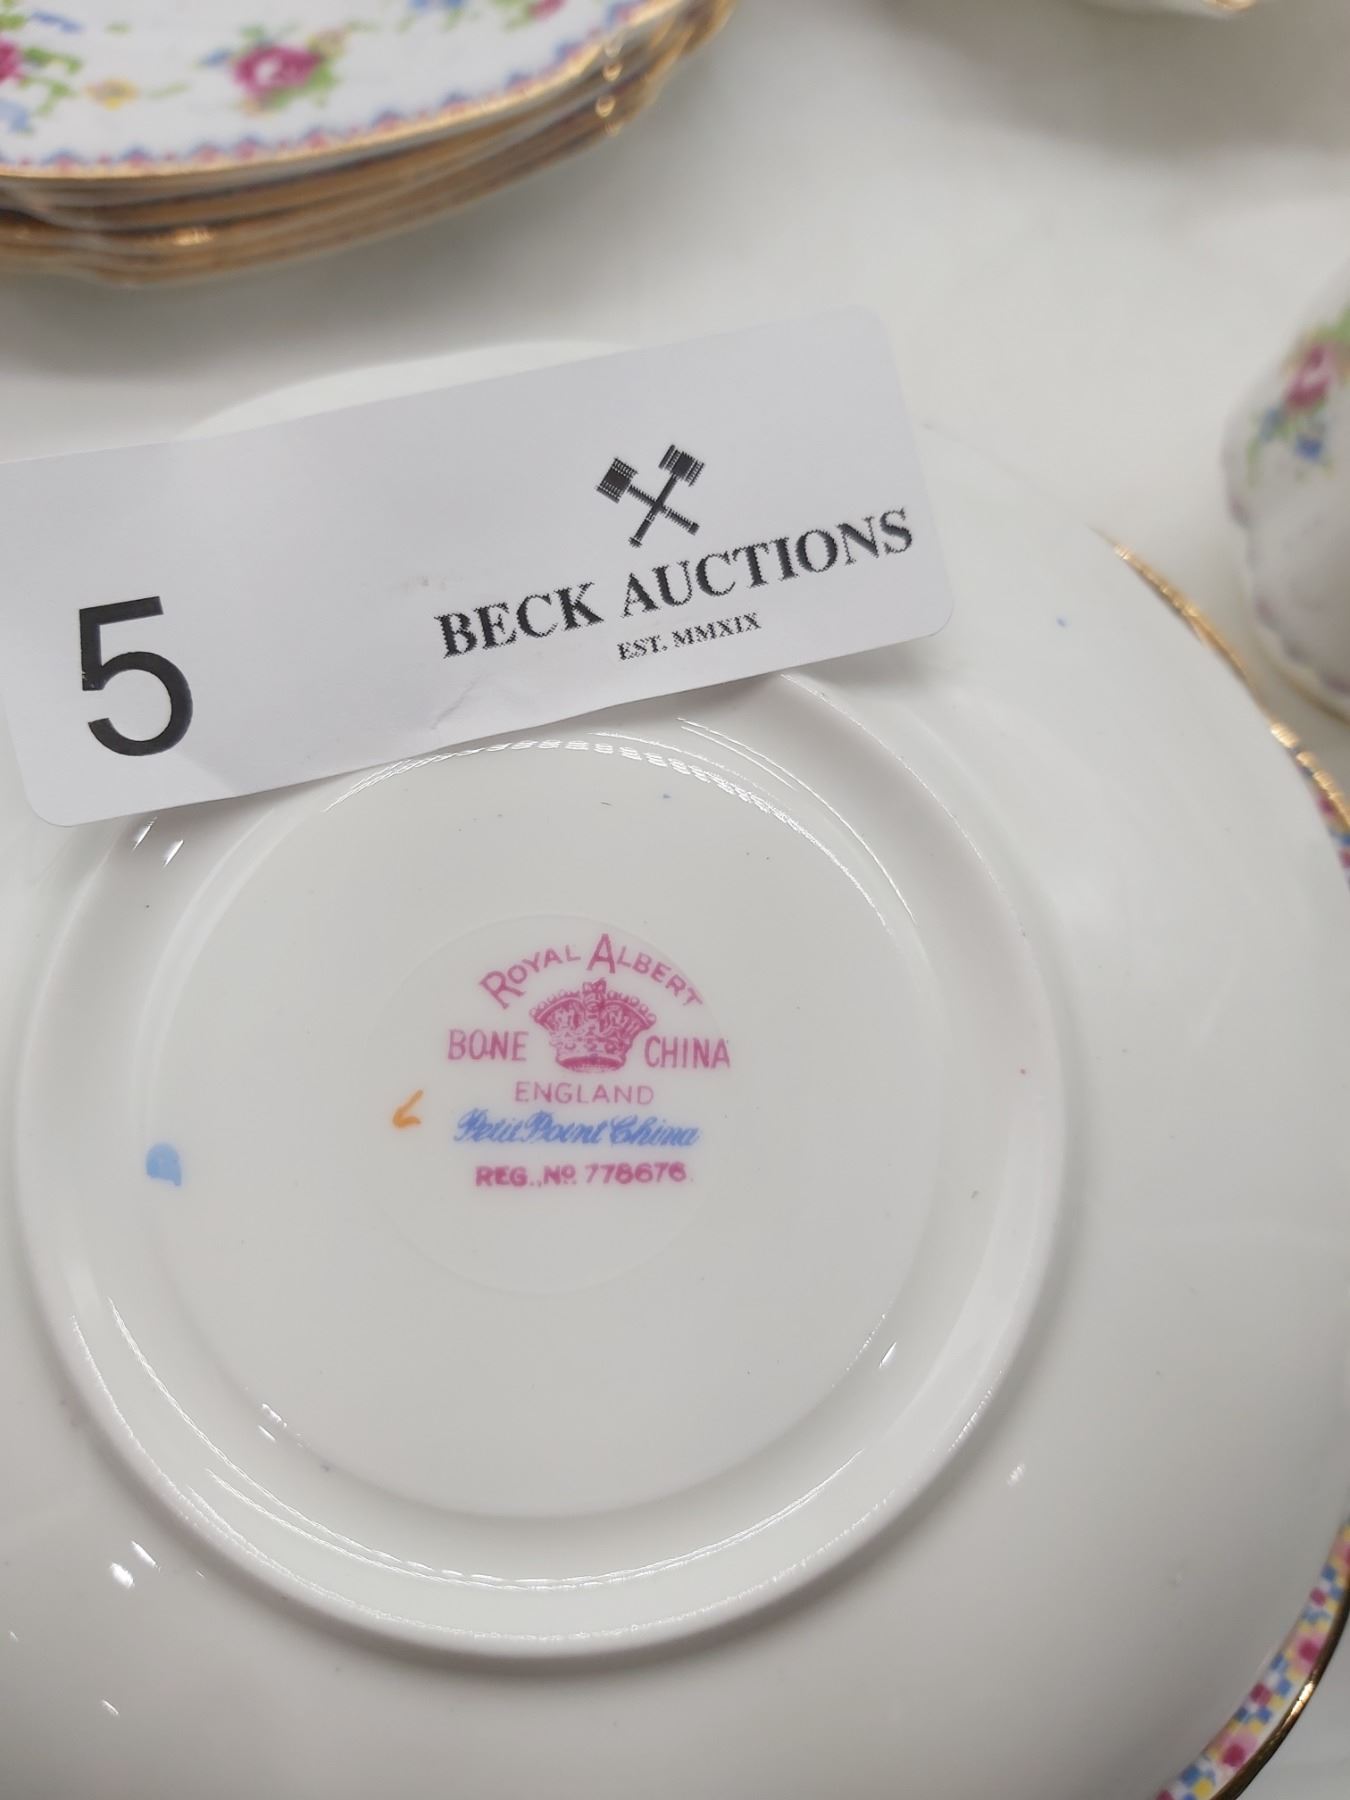 5
BECK AUCTIONS
EST. MMXIX
ROYAL ALBERT
BONE CHINA
ENGLAND
Petit Point China
REG. No. 778676.